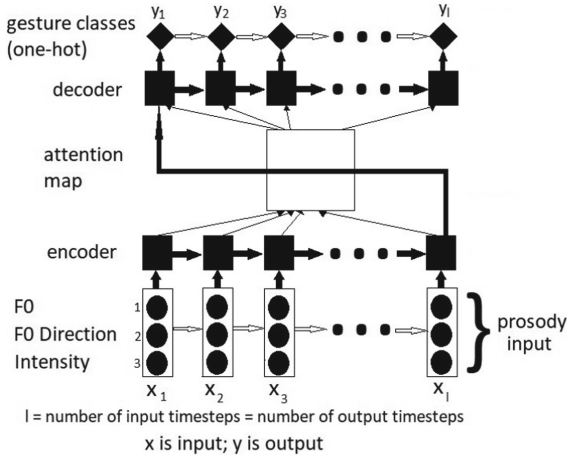 y1 y2 y3 yl
gesture classes
(one-hot)
decoder
attention
map
encoder
F0 1
F0 Direction 2
Intensity 3
prosody
input
x1 x2 x3 xl
l = number of input timesteps = number of output timesteps
x is input; y is output